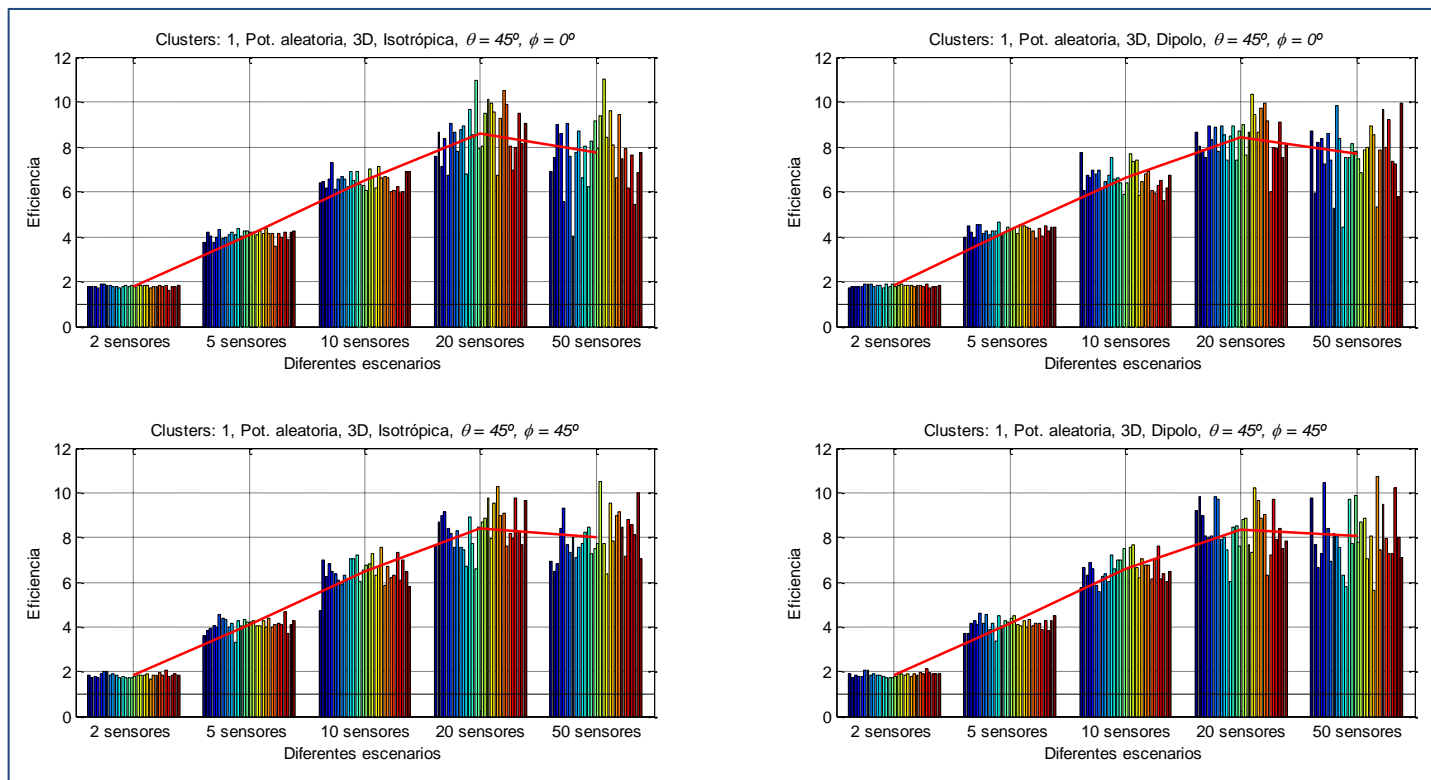 Clusters: 1, Pot. aleatoria, 3D, Isotrópica, θ = 45º, ϕ = 0º
12
10
8
6
4
2
0
Eficiencia
2 sensores 5 sensores 10 sensores 20 sensores 50 sensores
Diferentes escenarios
Clusters: 1, Pot. aleatoria, 3D, Dipolo, θ = 45º, ϕ = 0º
12
10
8
6
4
2
0
Eficiencia
2 sensores 5 sensores 10 sensores 20 sensores 50 sensores
Diferentes escenarios
Clusters: 1, Pot. aleatoria, 3D, Isotrópica, θ = 45º, ϕ = 45º
12
10
8
6
4
2
0
Eficiencia
2 sensores 5 sensores 10 sensores 20 sensores 50 sensores
Diferentes escenarios
Clusters: 1, Pot. aleatoria, 3D, Dipolo, θ = 45º, ϕ = 45º
12
10
8
6
4
2
0
Eficiencia
2 sensores 5 sensores 10 sensores 20 sensores 50 sensores
Diferentes escenarios